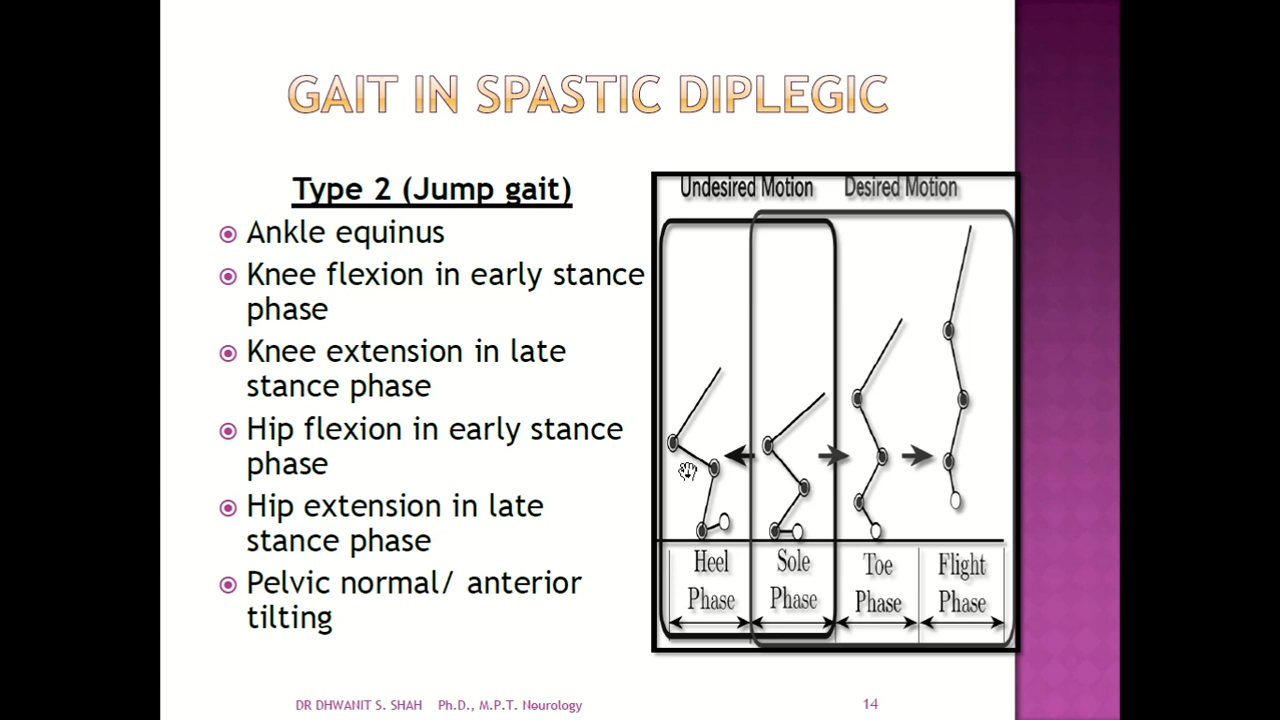 GAIT IN SPASTIC DIPLEGIC
Type 2 (Jump gait)
Ankle equinus
Knee flexion in early stance
phase
Knee extension in late
stance phase
Hip flexion in early stance
phase
Hip extension in late
stance phase
Pelvic normal/ anterior
tilting
Undesired Motion Desired Motion
Heel Phase
Sole Phase
Toe Phase
Flight Phase
DR DHWANIT S. SHAH Ph.D., M.P.T. Neurology 14